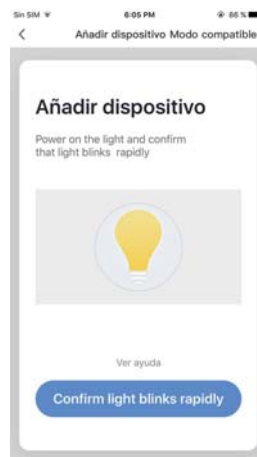 Sin SIM 6:05 PM 86 %
Añadir dispositivo Modo compatible
Añadir dispositivo
Power on the light and confirm
that light blinks rapidly
Ver ayuda
Confirm light blinks rapidly